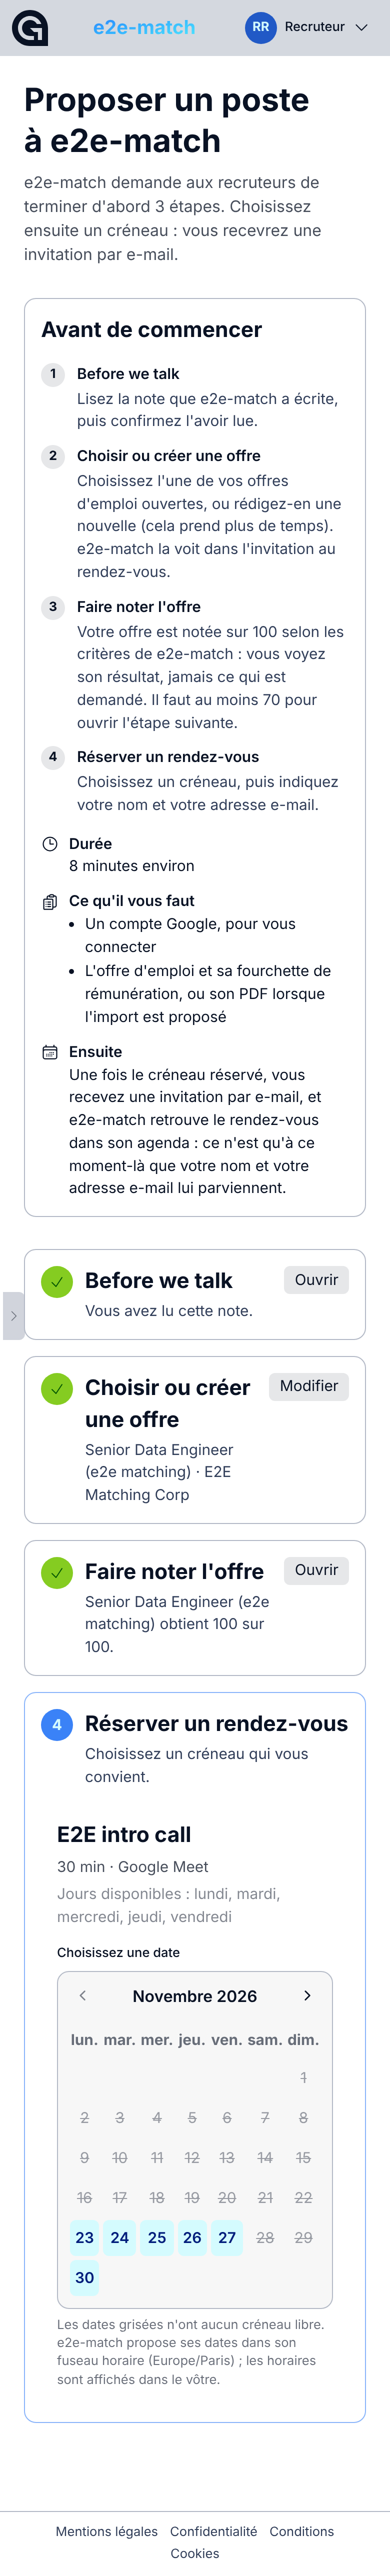 e2e-match
RR Recruteur
Proposer un poste
à e2e-match
e2e-match demande aux recruteurs de
terminer d'abord 3 étapes. Choisissez
ensuite un créneau : vous recevrez une
invitation par e-mail.
Avant de commencer
1 Before we talk
Lisez la note que e2e-match a écrite,
puis confirmez l'avoir lue.
2 Choisir ou créer une offre
Choisissez l'une de vos offres
d'emploi ouvertes, ou rédigez-en une
nouvelle (cela prend plus de temps).
e2e-match la voit dans l'invitation au
rendez-vous.
3 Faire noter l'offre
Votre offre est notée sur 100 selon les
critères de e2e-match : vous voyez
son résultat, jamais ce qui est
demandé. Il faut au moins 70 pour
ouvrir l'étape suivante.
4 Réserver un rendez-vous
Choisissez un créneau, puis indiquez
votre nom et votre adresse e-mail.
Durée
8 minutes environ
Ce qu'il vous faut
• Un compte Google, pour vous
connecter
• L'offre d'emploi et sa fourchette de
rémunération, ou son PDF lorsque
l'import est proposé
Ensuite
Une fois le créneau réservé, vous
recevez une invitation par e-mail, et
e2e-match retrouve le rendez-vous
dans son agenda : ce n'est qu'à ce
moment-là que votre nom et votre
adresse e-mail lui parviennent.
Before we talk Ouvrir
Vous avez lu cette note.
Choisir ou créer Modifier
une offre
Senior Data Engineer
(e2e matching) · E2E
Matching Corp
Faire noter l'offre Ouvrir
Senior Data Engineer (e2e
matching) obtient 100 sur
100.
4 Réserver un rendez-vous
Choisissez un créneau qui vous
convient.
E2E intro call
30 min · Google Meet
Jours disponibles : lundi, mardi,
mercredi, jeudi, vendredi
Choisissez une date
Novembre 2026
lun. mar. mer. jeu. ven. sam. dim.
1
2 3 4 5 6 7 8
9 10 11 12 13 14 15
16 17 18 19 20 21 22
23 24 25 26 27 28 29
30
Les dates grisées n'ont aucun créneau libre.
e2e-match propose ses dates dans son
fuseau horaire (Europe/Paris) ; les horaires
sont affichés dans le vôtre.
Mentions légales Confidentialité Conditions
Cookies